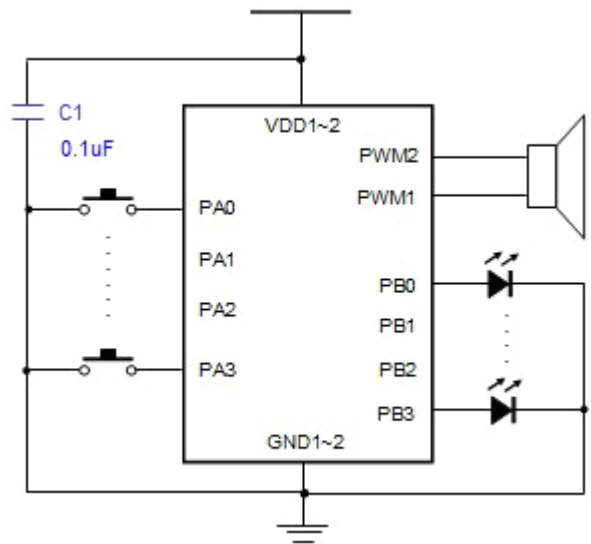 VDD1~2
C1
0.1uF
PWM2
PWM1
PA0
PA1
PA2
PA3
PB0
PB1
PB2
PB3
GND1~2